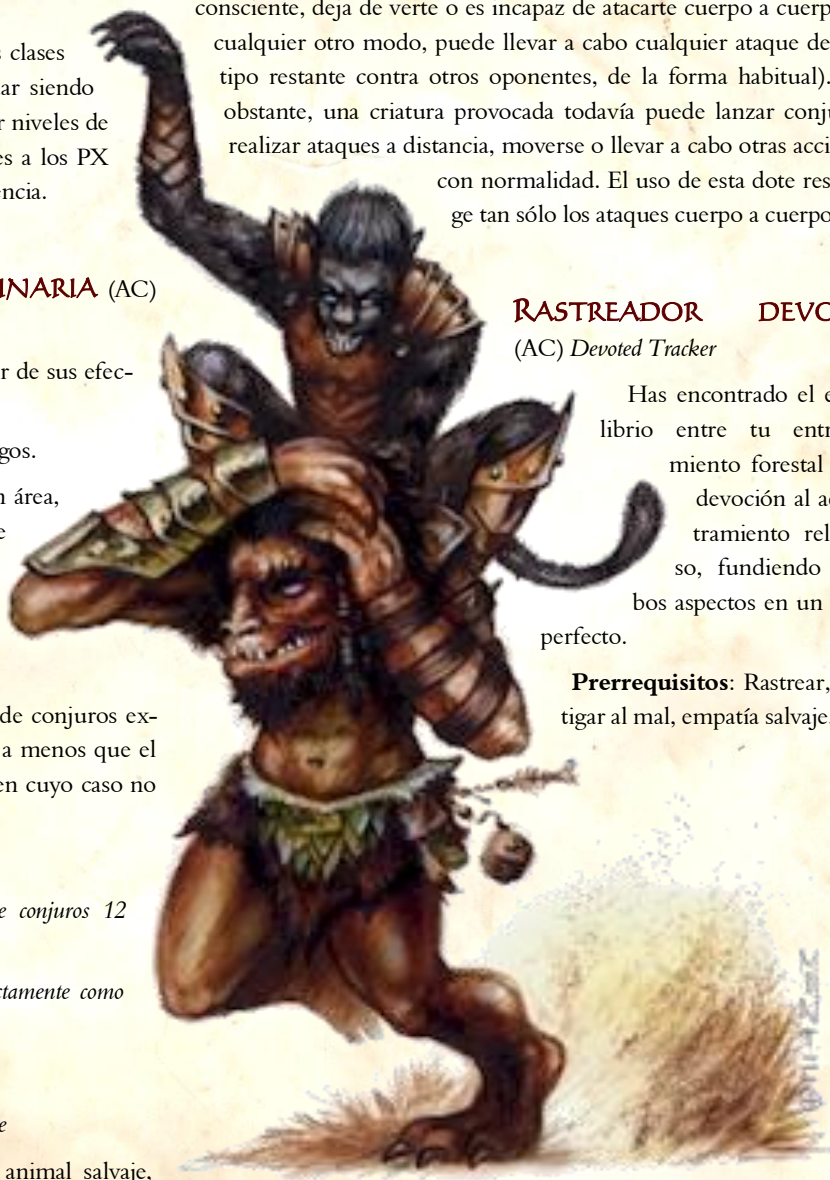 s clases
ar siendo
r niveles de
es a los PX
encia.
INARIA (AC)
r de sus efec-
gos.
n área,
e
de conjuros ex-
a menos que el
en cuyo caso no
e conjuros 12
ctamente como
e
animal salvaje,
consciente, deja de verte o es incapaz de atacarte cuerpo a cuerp
cualquier otro modo, puede llevar a cabo cualquier ataque de
tipo restante contra otros oponentes, de la forma habitual).
obstante, una criatura provocada todavía puede lanzar conju
realizar ataques a distancia, moverse o llevar a cabo otras acci
con normalidad. El uso de esta dote res
ge tan sólo los ataques cuerpo a cuerpo
RASTREADOR DEVO
(AC) Devoted Tracker
Has encontrado el e
librio entre tu entr
miento forestal
devoción al a
tramiento rel
so, fundiendo
bos aspectos en un
perfecto.
Prerrequisitos: Rastrear,
tigar al mal, empatía salvaje